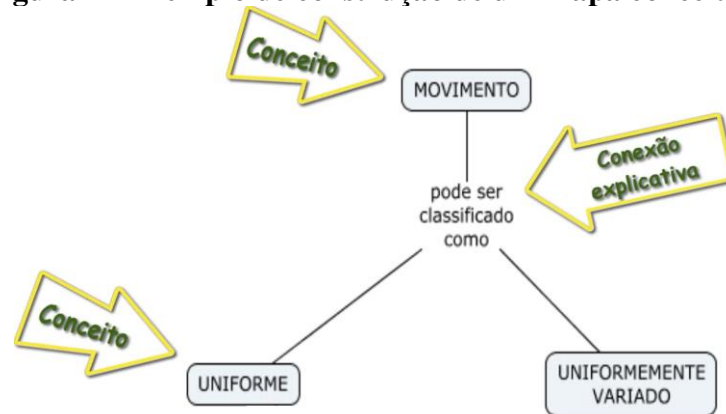 Conceito
MOVIMENTO
Conexão
explicativa
pode ser
classificado
como
Conceito
UNIFORME
UNIFORMEMENTE
VARIADO